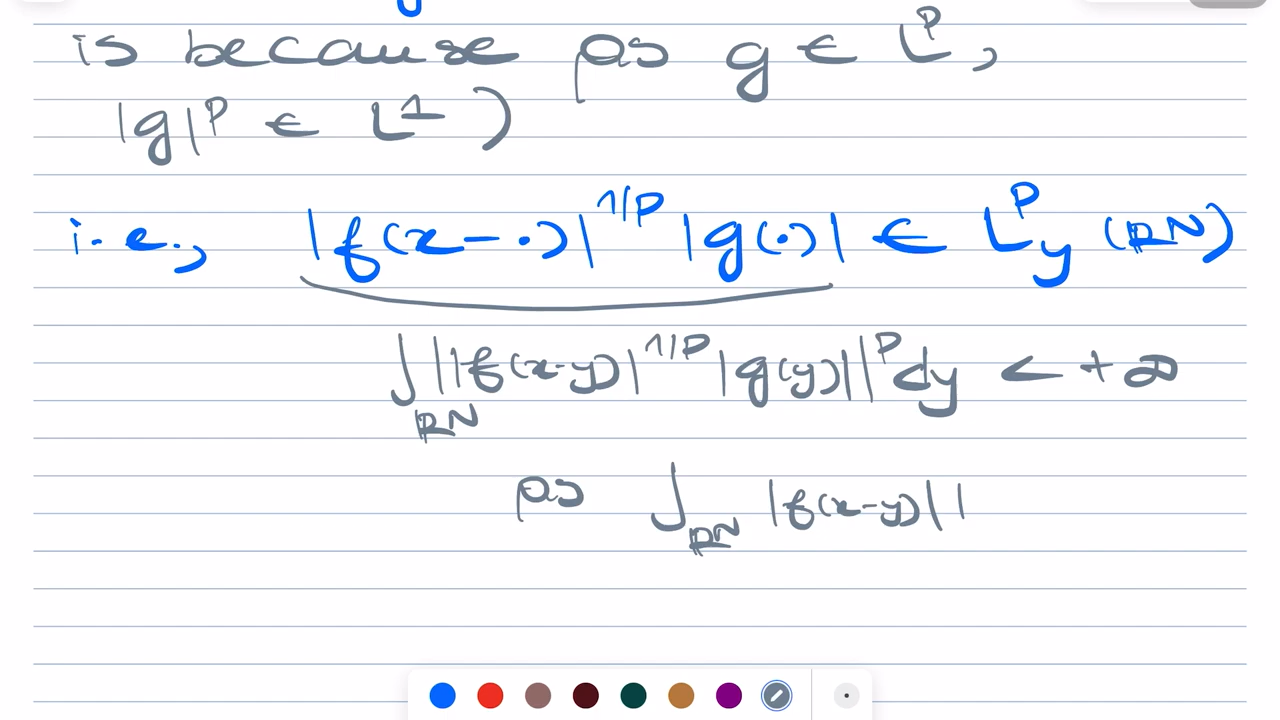 is because as g ∈ L^p,
|g|^p ∈ L^1 )
i.e., |f(x-·)|^{1/p} |g(·)| ∈ L^p_y (RN)
∫_{RN} ||f(x-y)|^{1/p} |g(y)||^p dy < +∞
as ∫_{RN} |f(x-y)| |